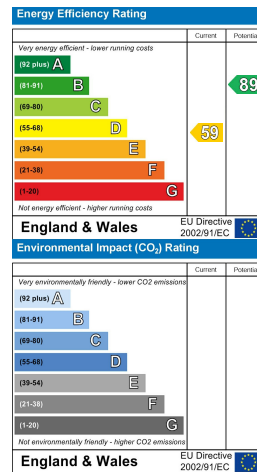 Energy Efficiency Rating
Current Potential
Very energy efficient - lower running costs
(92 plus) A
(81-91) B
(69-80) C
(55-68) D
(39-54) E
(21-38) F
(1-20) G
59
89
Not energy efficient - higher running costs
England & Wales
EU Directive
2002/91/EC
Environmental Impact (CO₂) Rating
Current Potential
Very environmentally friendly - lower CO2 emissions
(92 plus) A
(81-91) B
(69-80) C
(55-68) D
(39-54) E
(21-38) F
(1-20) G
Not environmentally friendly - higher CO2 emissions
England & Wales
EU Directive
2002/91/EC